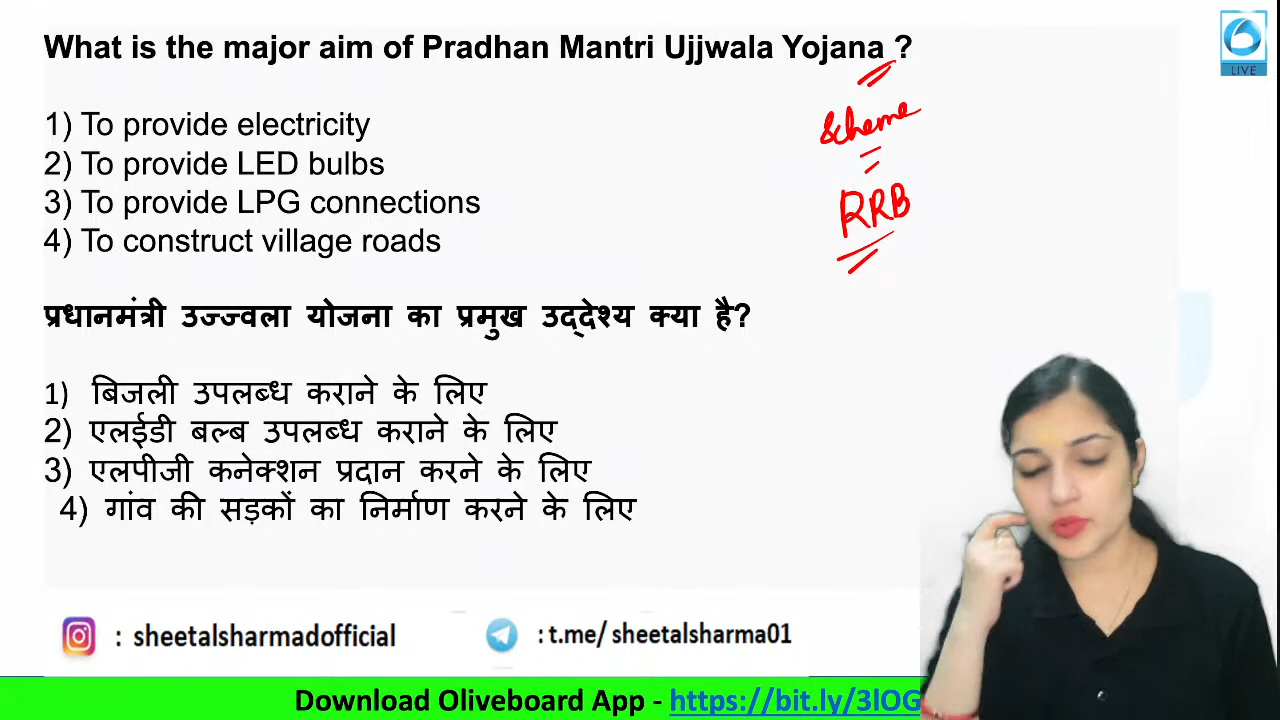 What is the major aim of Pradhan Mantri Ujjwala Yojana ?
1) To provide electricity
2) To provide LED bulbs
3) To provide LPG connections
4) To construct village roads
Scheme
RRB
प्रधानमंत्री उज्ज्वला योजना का प्रमुख उद्देश्य क्या है?
1) बिजली उपलब्ध कराने के लिए
2) एलईडी बल्ब उपलब्ध कराने के लिए
3) एलपीजी कनेक्शन प्रदान करने के लिए
4) गांव की सड़कों का निर्माण करने के लिए
: sheetalsharmadofficial
: t.me/ sheetalsharma01
Download Oliveboard App - https://bit.ly/3lOG
LIVE